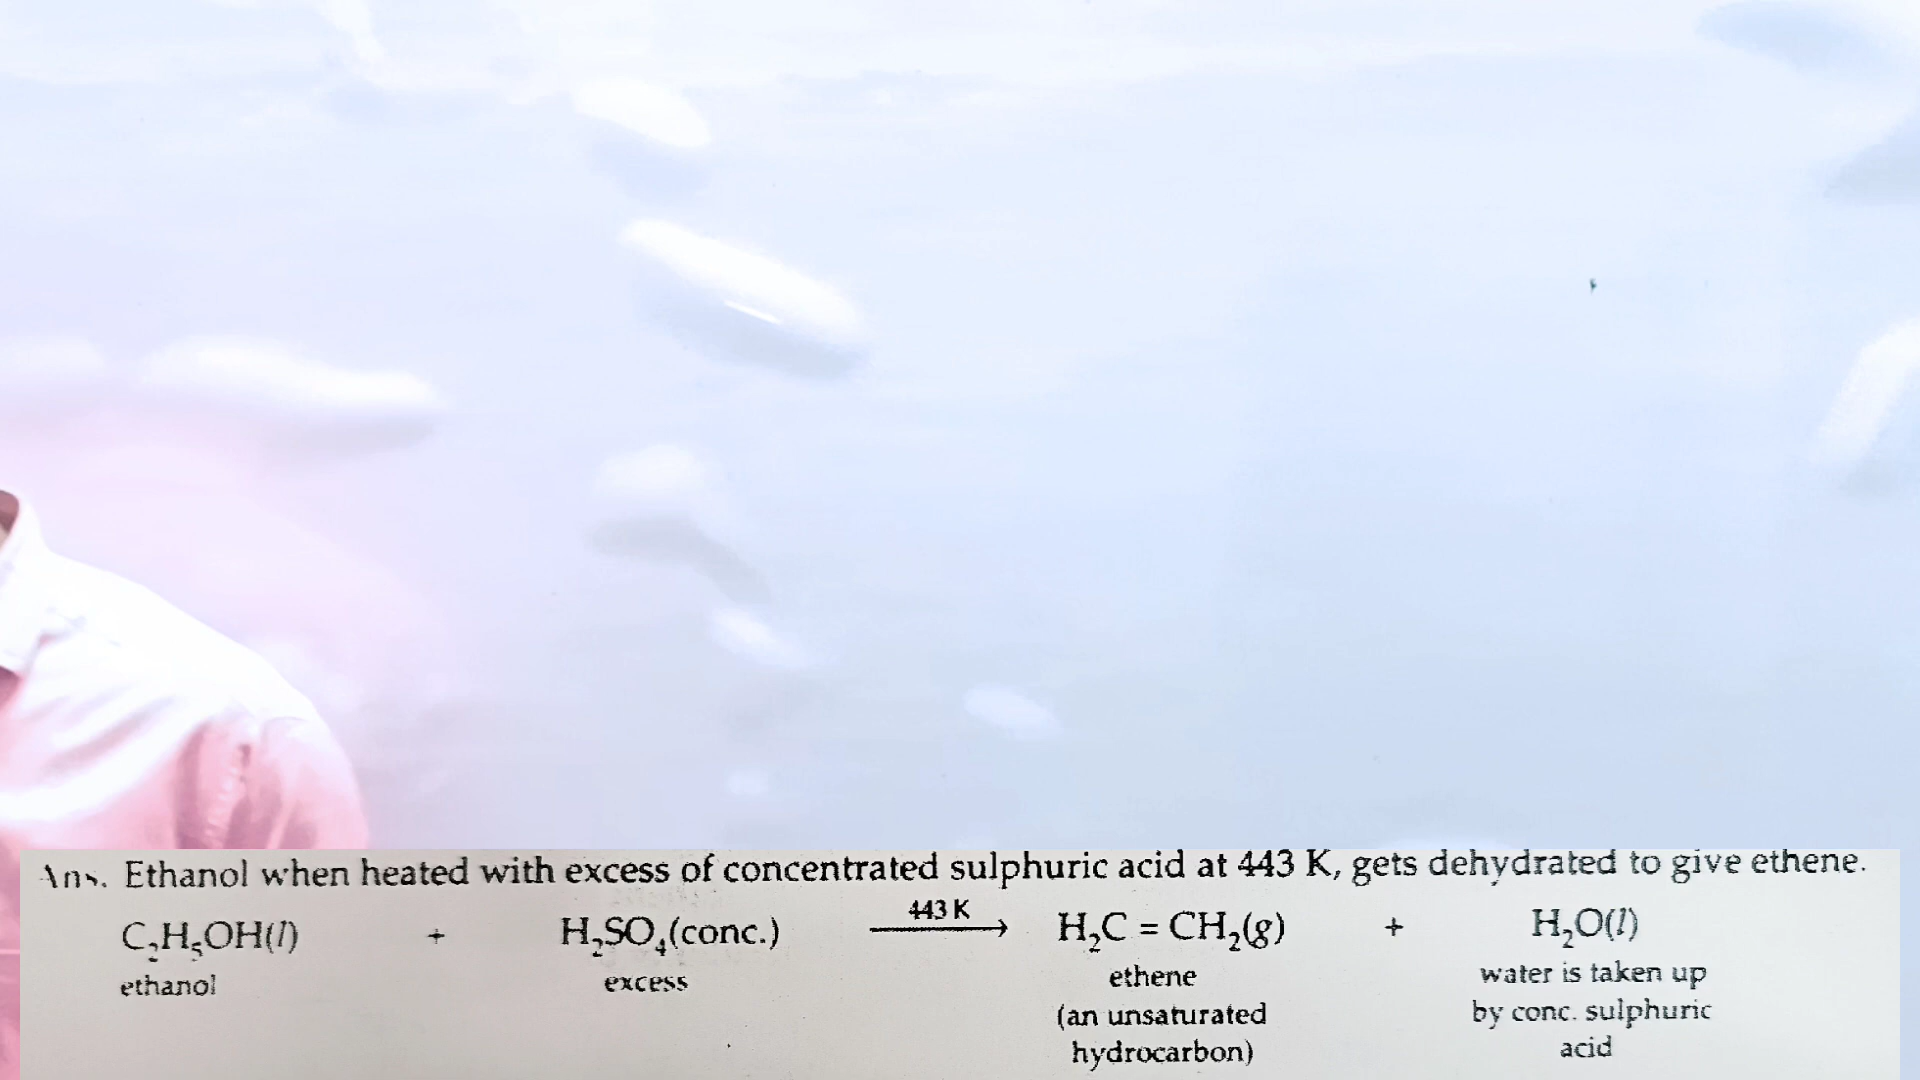 Ans. Ethanol when heated with excess of concentrated sulphuric acid at 443 K, gets dehydrated to give ethene.
C₂H₅OH(l) + H₂SO₄(conc.) 443 K → H₂C = CH₂(g) + H₂O(l)
ethanol excess ethene water is taken up
(an unsaturated by conc. sulphuric
hydrocarbon) acid